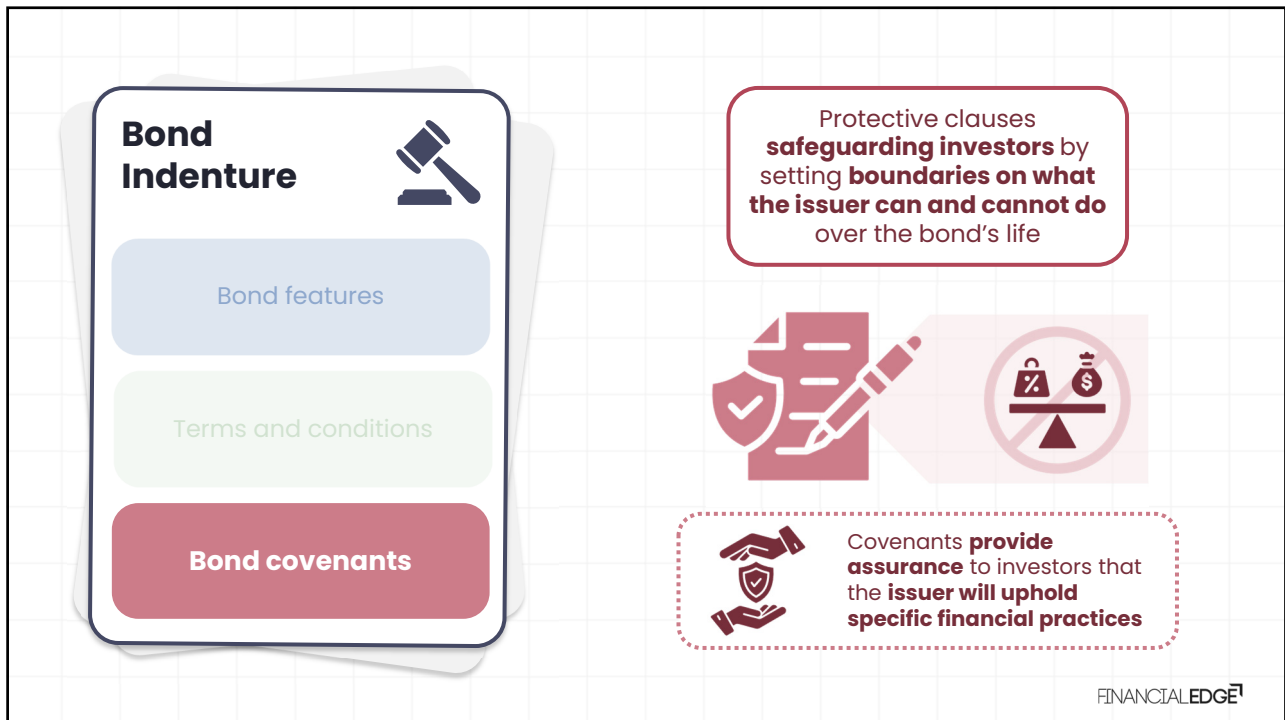 Bond
Indenture
Bond features
Terms and conditions
Bond covenants
Protective clauses
safeguarding investors by
setting boundaries on what
the issuer can and cannot do
over the bond’s life
%
$
Covenants provide
assurance to investors that
the issuer will uphold
specific financial practices
FINANCIALEDGE